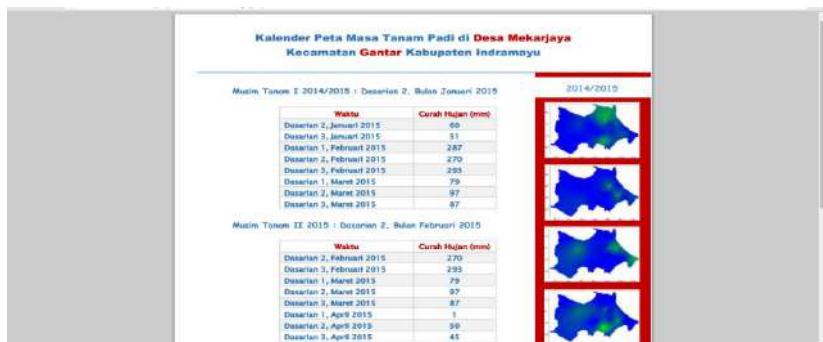 Kalender Peta Masa Tanam Padi di Desa Mekarjaya
Kecamatan Gantar Kabupaten Indramayu
Musim Tanam I 2014/2015 : Dasarian 2, Bulan Januari 2015
Waktu Curah Hujan (mm)
Dasarian 2, Januari 2015 60
Dasarian 3, Januari 2015 51
Dasarian 1, Februari 2015 287
Dasarian 2, Februari 2015 270
Dasarian 3, Februari 2015 293
Dasarian 1, Maret 2015 79
Dasarian 2, Maret 2015 97
Dasarian 3, Maret 2015 87
Musim Tanam II 2015 : Dasarian 2, Bulan Februari 2015
Waktu Curah Hujan (mm)
Dasarian 2, Februari 2015 270
Dasarian 3, Februari 2015 293
Dasarian 1, Maret 2015 79
Dasarian 2, Maret 2015 97
Dasarian 3, Maret 2015 87
Dasarian 1, April 2015 1
Dasarian 2, April 2015 50
Dasarian 3, April 2015 45
2014/2015